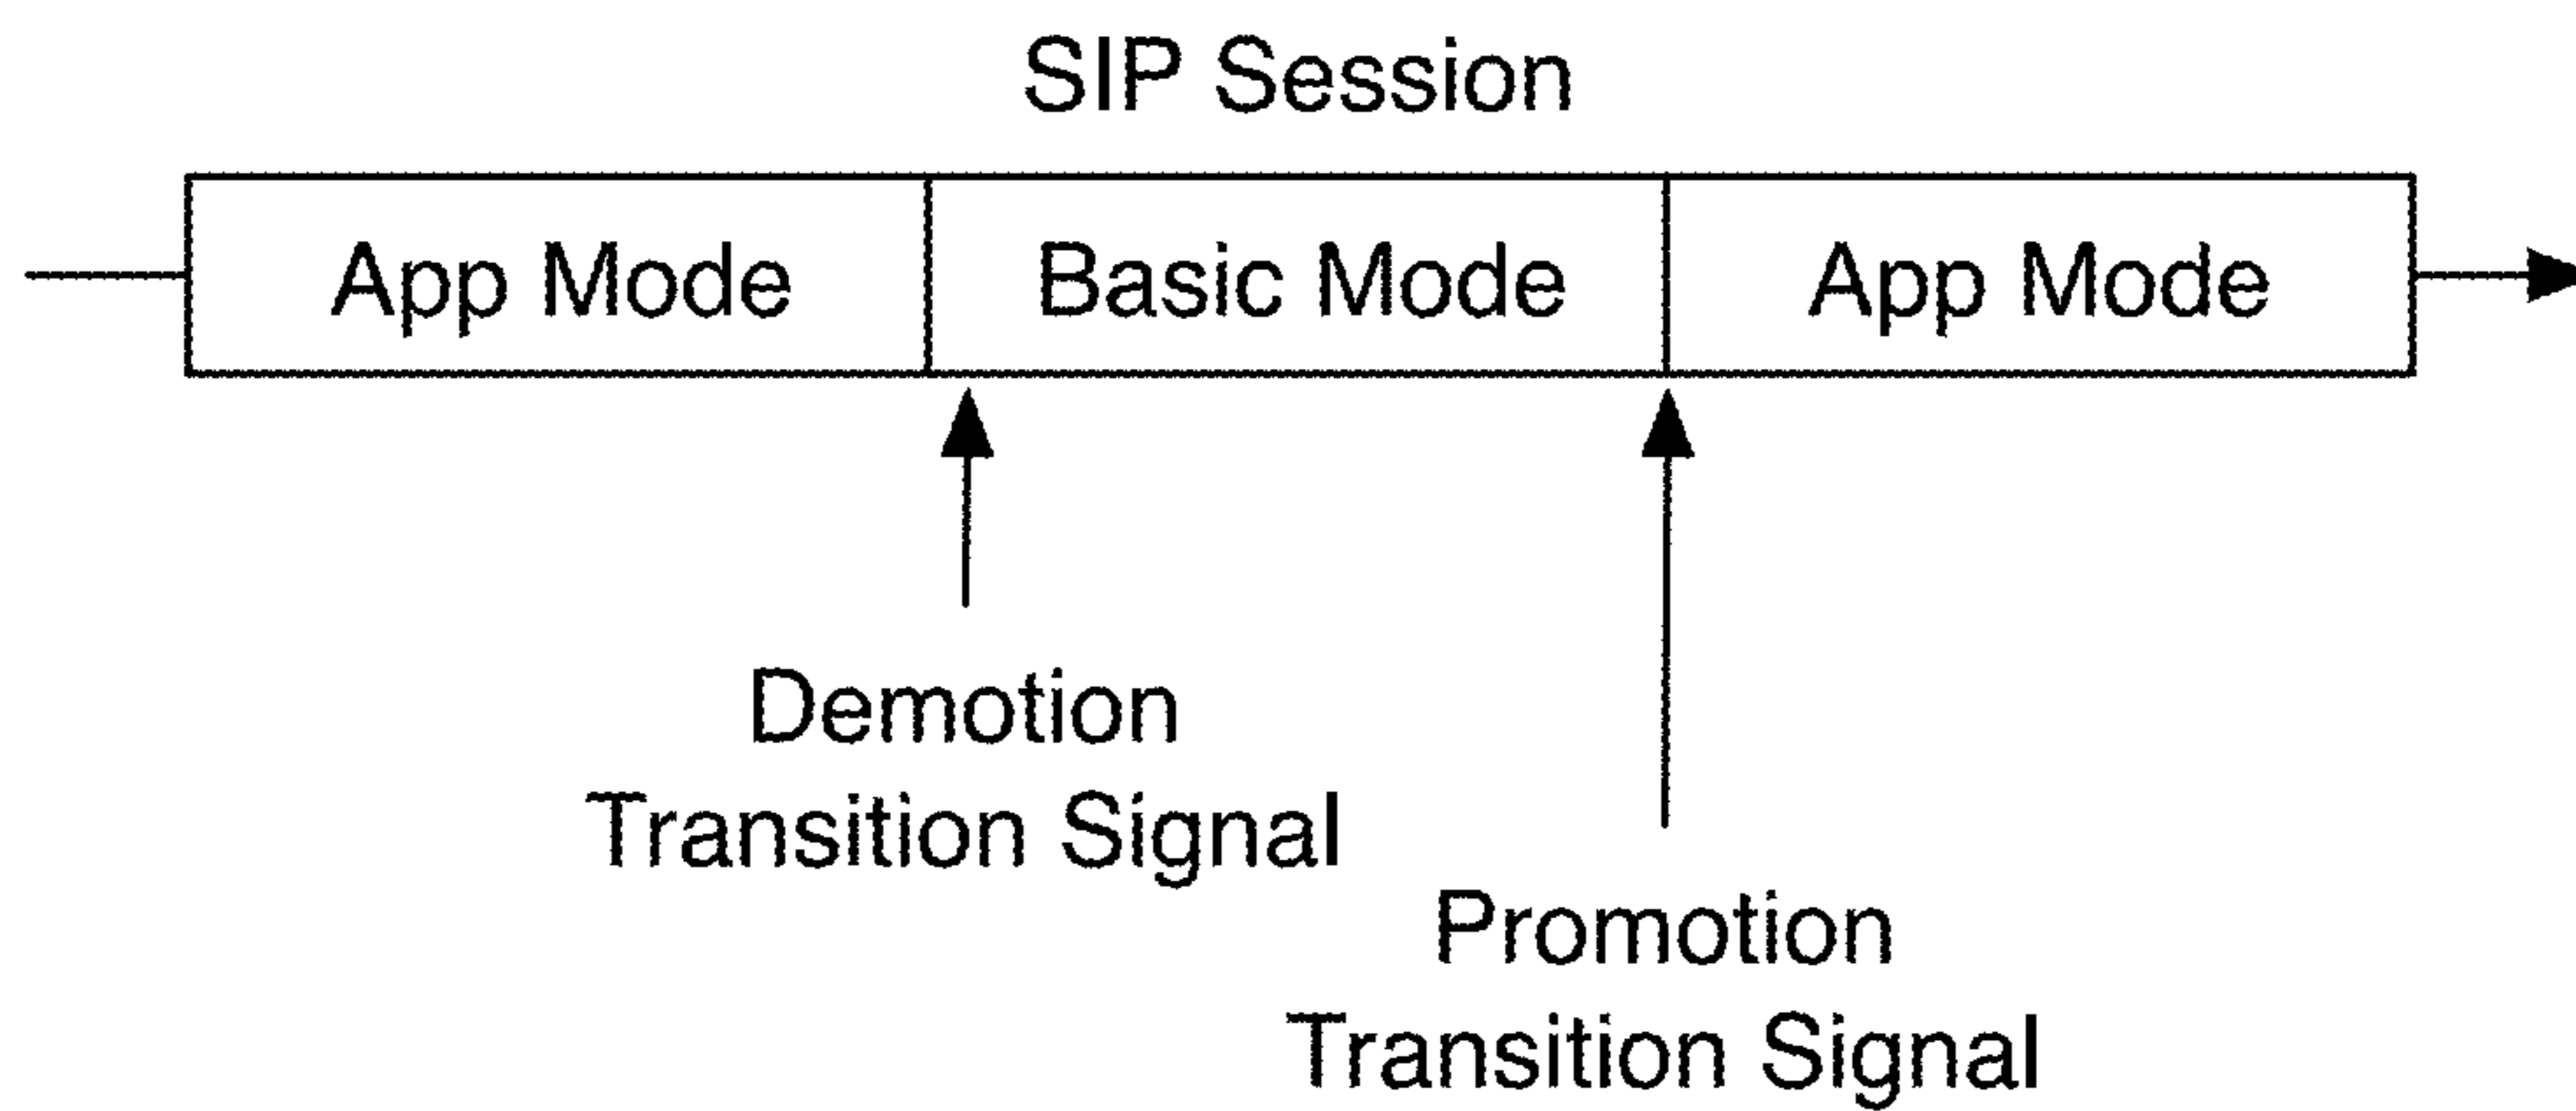 SIP Session
App Mode
Basic Mode
App Mode
Demotion
Transition Signal
Promotion
Transition Signal